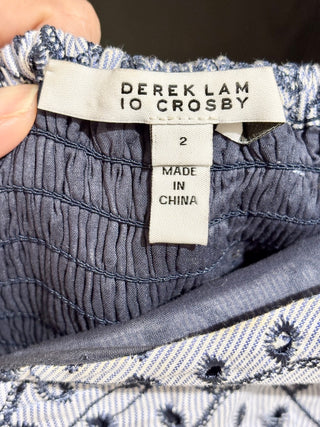 DEREK LAM
10 CROSBY
2
MADE
IN
CHINA